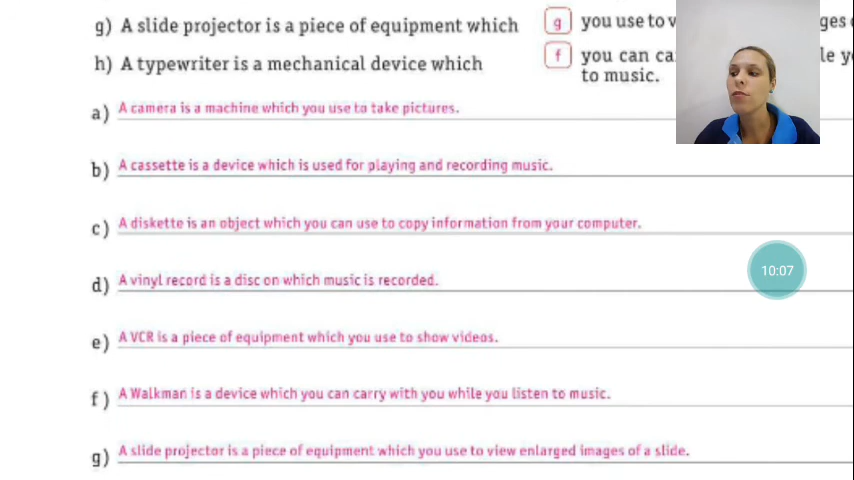 g) A slide projector is a piece of equipment which
g you use to v ges
h) A typewriter is a mechanical device which
f you can ca le y
to music.
a) A camera is a machine which you use to take pictures.
b) A cassette is a device which is used for playing and recording music.
c) A diskette is an object which you can use to copy information from your computer.
10:07
d) A vinyl record is a disc on which music is recorded.
e) A VCR is a piece of equipment which you use to show videos.
f) A Walkman is a device which you can carry with you while you listen to music.
g) A slide projector is a piece of equipment which you use to view enlarged images of a slide.